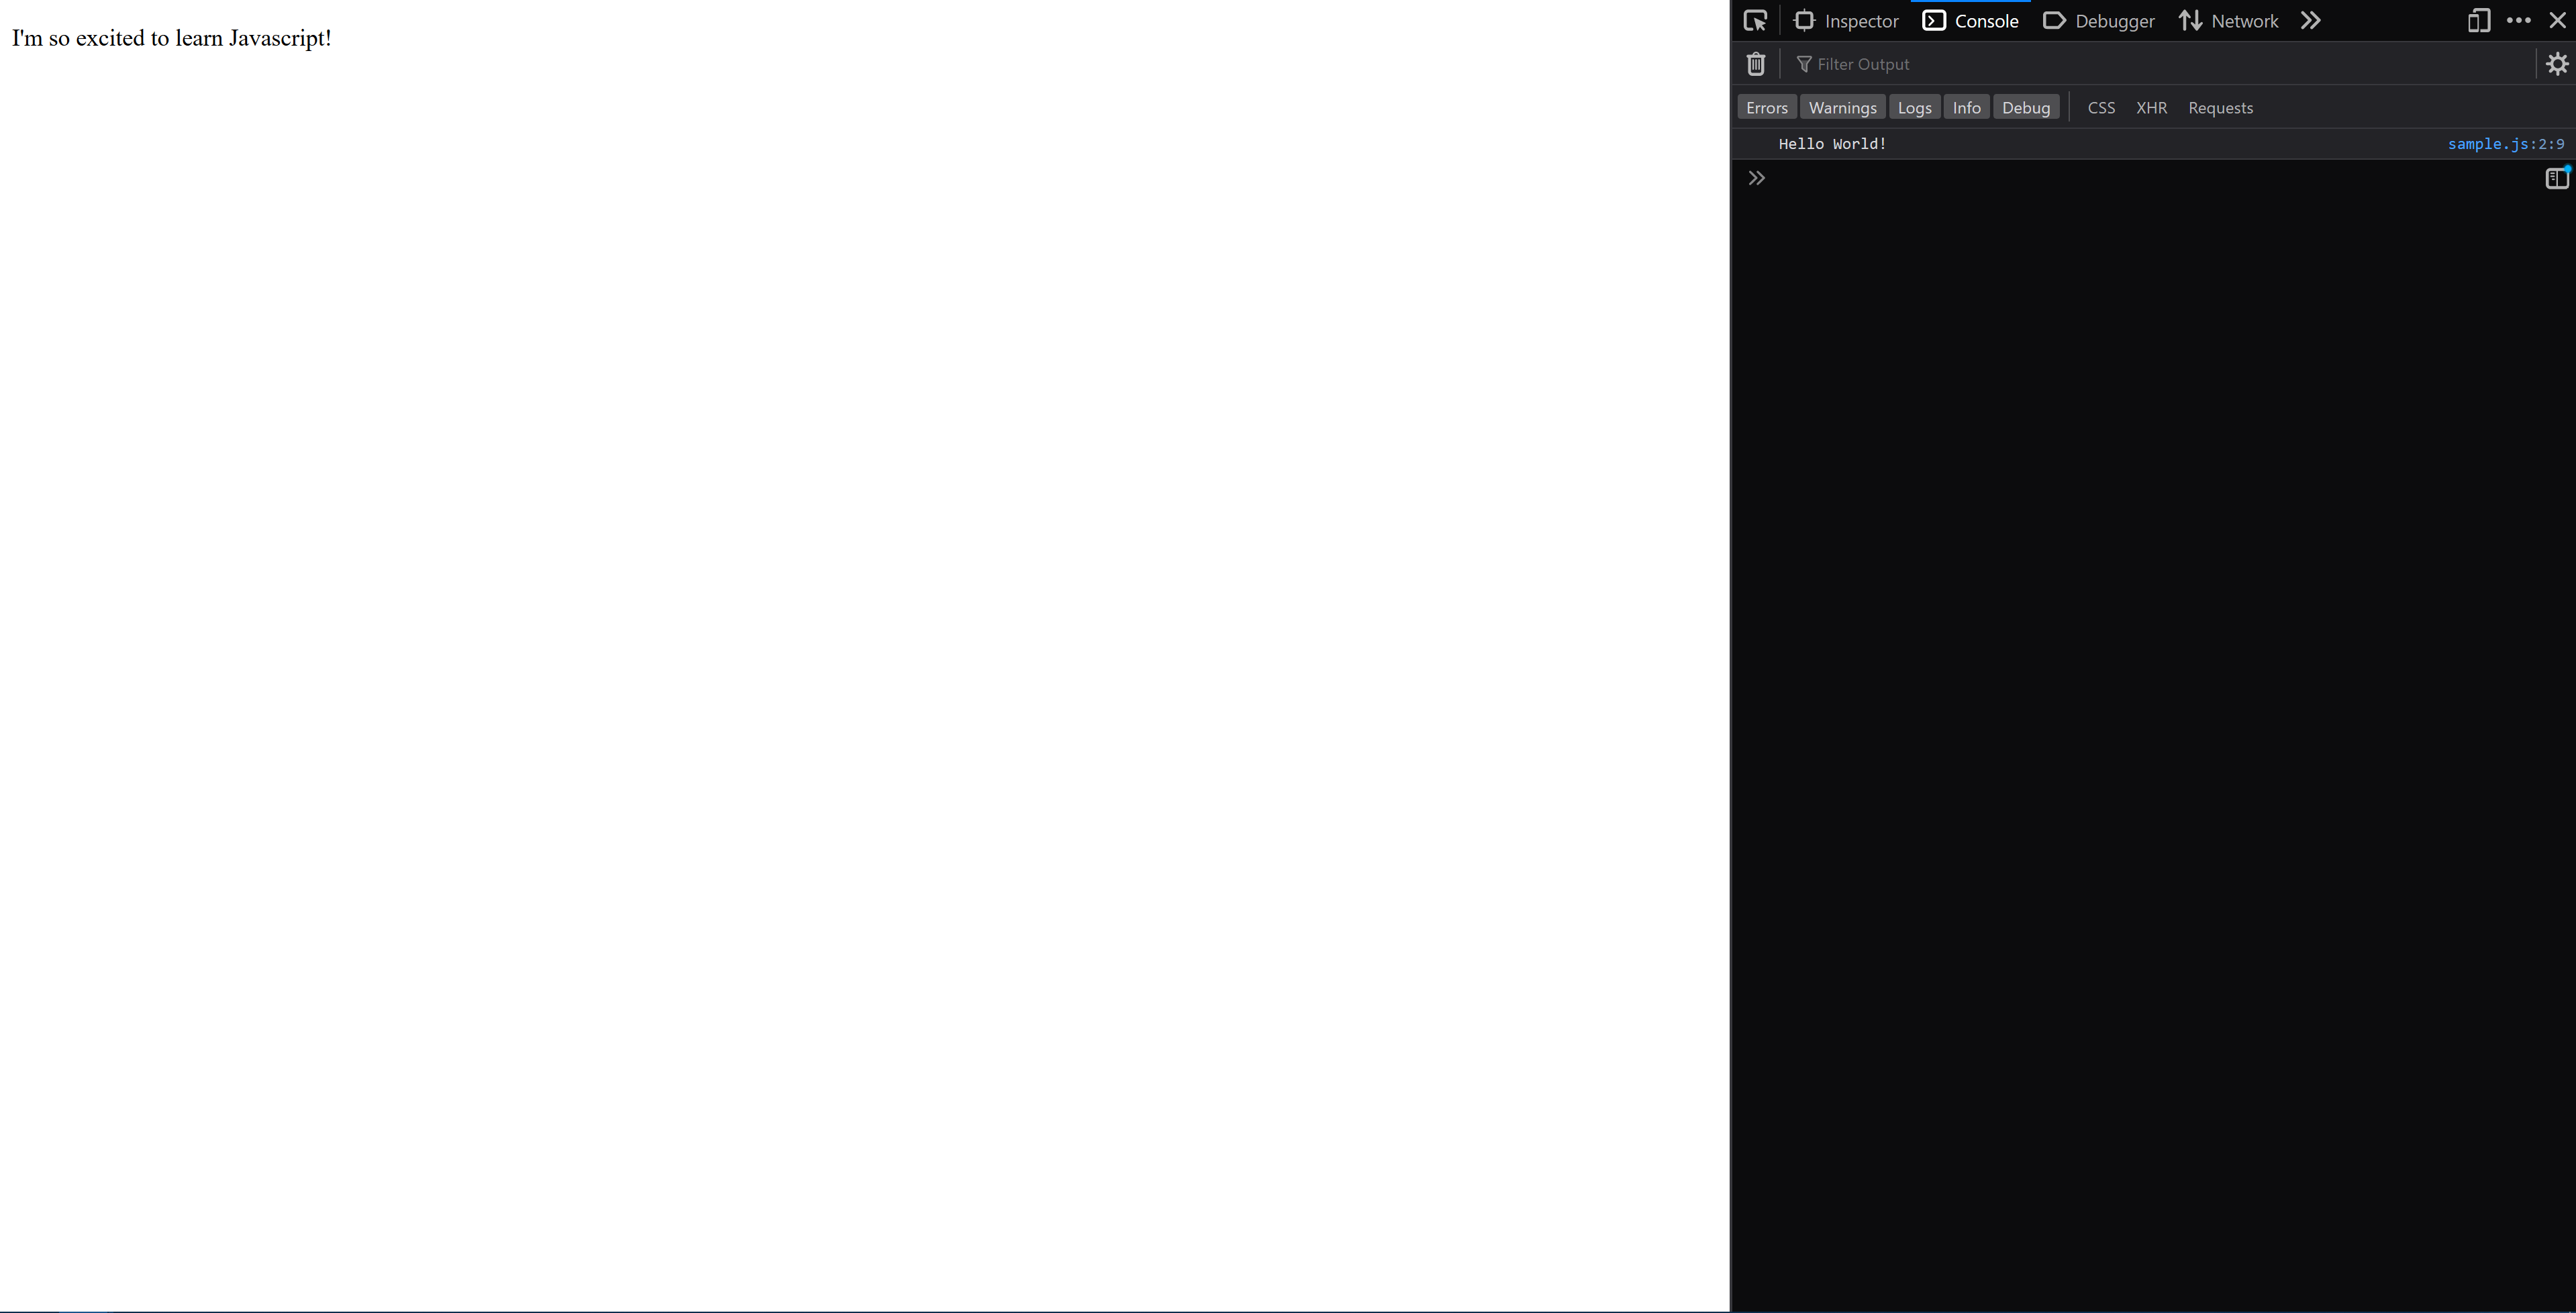 I'm so excited to learn Javascript!
Inspector Console Debugger Network
Filter Output
Errors Warnings Logs Info Debug CSS XHR Requests
Hello World! sample.js:2:9